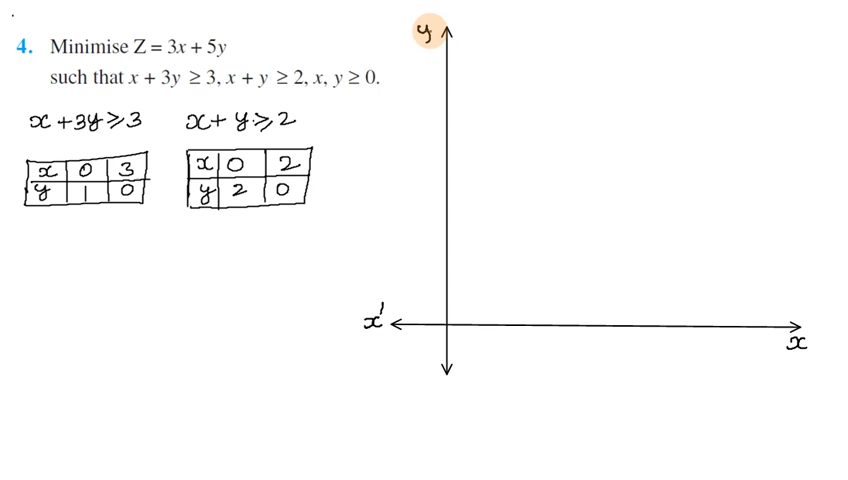 4. Minimise Z = 3x + 5y
such that x + 3y ≥ 3, x + y ≥ 2, x, y ≥ 0.
x + 3y ≥ 3 x + y ≥ 2
x 0 3
y 1 0
x 0 2
y 2 0
y
x'
x